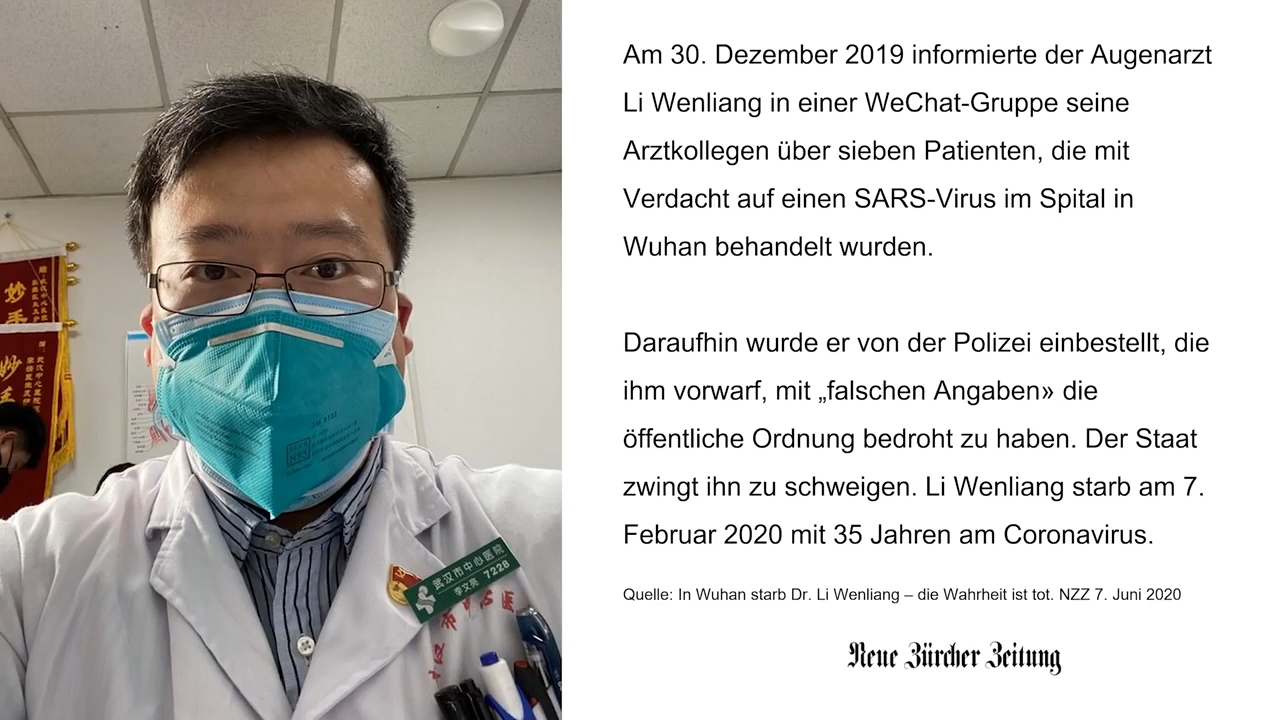 妙
妙手
武汉市中心医院
李文亮 7228
Am 30. Dezember 2019 informierte der Augenarzt
Li Wenliang in einer WeChat-Gruppe seine
Arztkollegen über sieben Patienten, die mit
Verdacht auf einen SARS-Virus im Spital in
Wuhan behandelt wurden.
Daraufhin wurde er von der Polizei einbestellt, die
ihm vorwarf, mit „falschen Angaben» die
öffentliche Ordnung bedroht zu haben. Der Staat
zwingt ihn zu schweigen. Li Wenliang starb am 7.
Februar 2020 mit 35 Jahren am Coronavirus.
Quelle: In Wuhan starb Dr. Li Wenliang – die Wahrheit ist tot. NZZ 7. Juni 2020
Neue Zürcher Zeitung